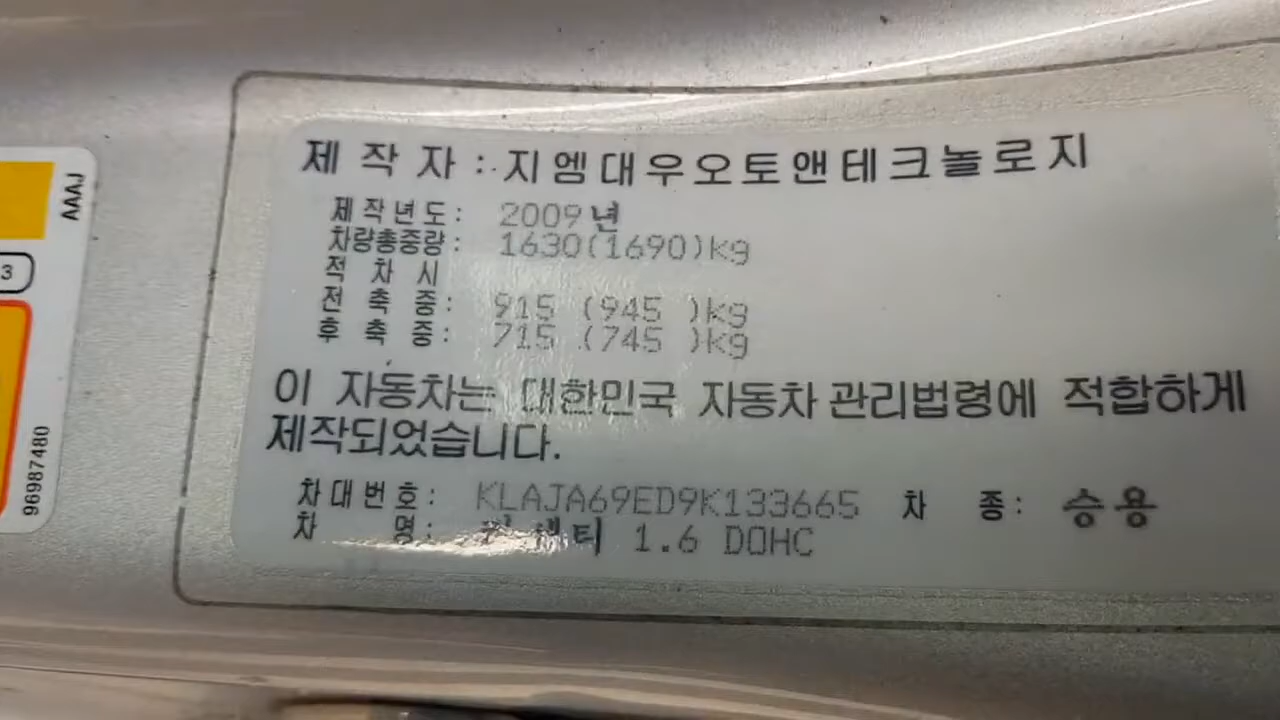 제 작 자 : 지엠대우오토앤테크놀로지
제작년도 : 2009년
차량총중량 : 1630(1690)kg
적 차 시
전 축 중 : 915 (945 )kg
후 축 중 : 715 (745 )kg
이 자동차는 대한민국 자동차관리법령에 적합하게
제작되었습니다.
차대번호 : KLAJA69ED9K133665 차 종 : 승용
차 명 : 1.6 DOHC
AAAJ
3
96987480